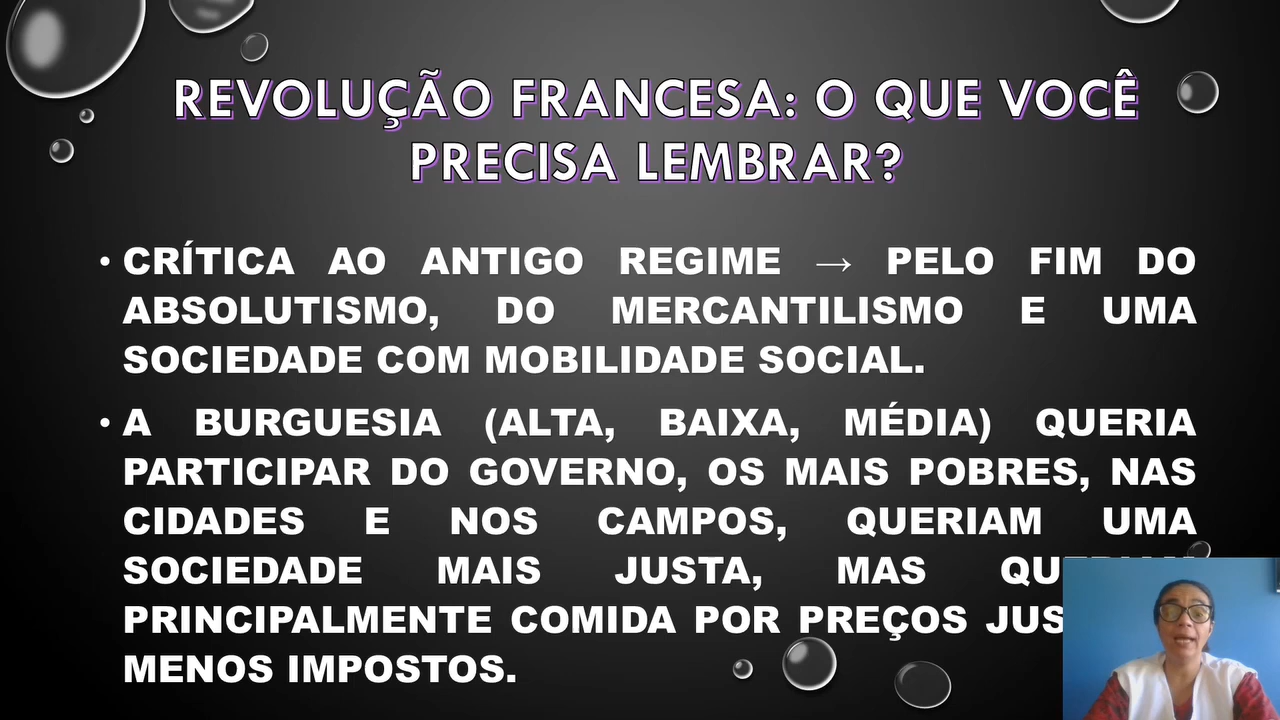 REVOLUÇÃO FRANCESA: O QUE VOCÊ
PRECISA LEMBRAR?
• CRÍTICA AO ANTIGO REGIME → PELO FIM DO
ABSOLUTISMO, DO MERCANTILISMO E UMA
SOCIEDADE COM MOBILIDADE SOCIAL.
• A BURGUESIA (ALTA, BAIXA, MÉDIA) QUERIA
PARTICIPAR DO GOVERNO, OS MAIS POBRES, NAS
CIDADES E NOS CAMPOS, QUERIAM UMA
SOCIEDADE MAIS JUSTA, MAS
PRINCIPALMENTE COMIDA POR PREÇOS
MENOS IMPOSTOS.